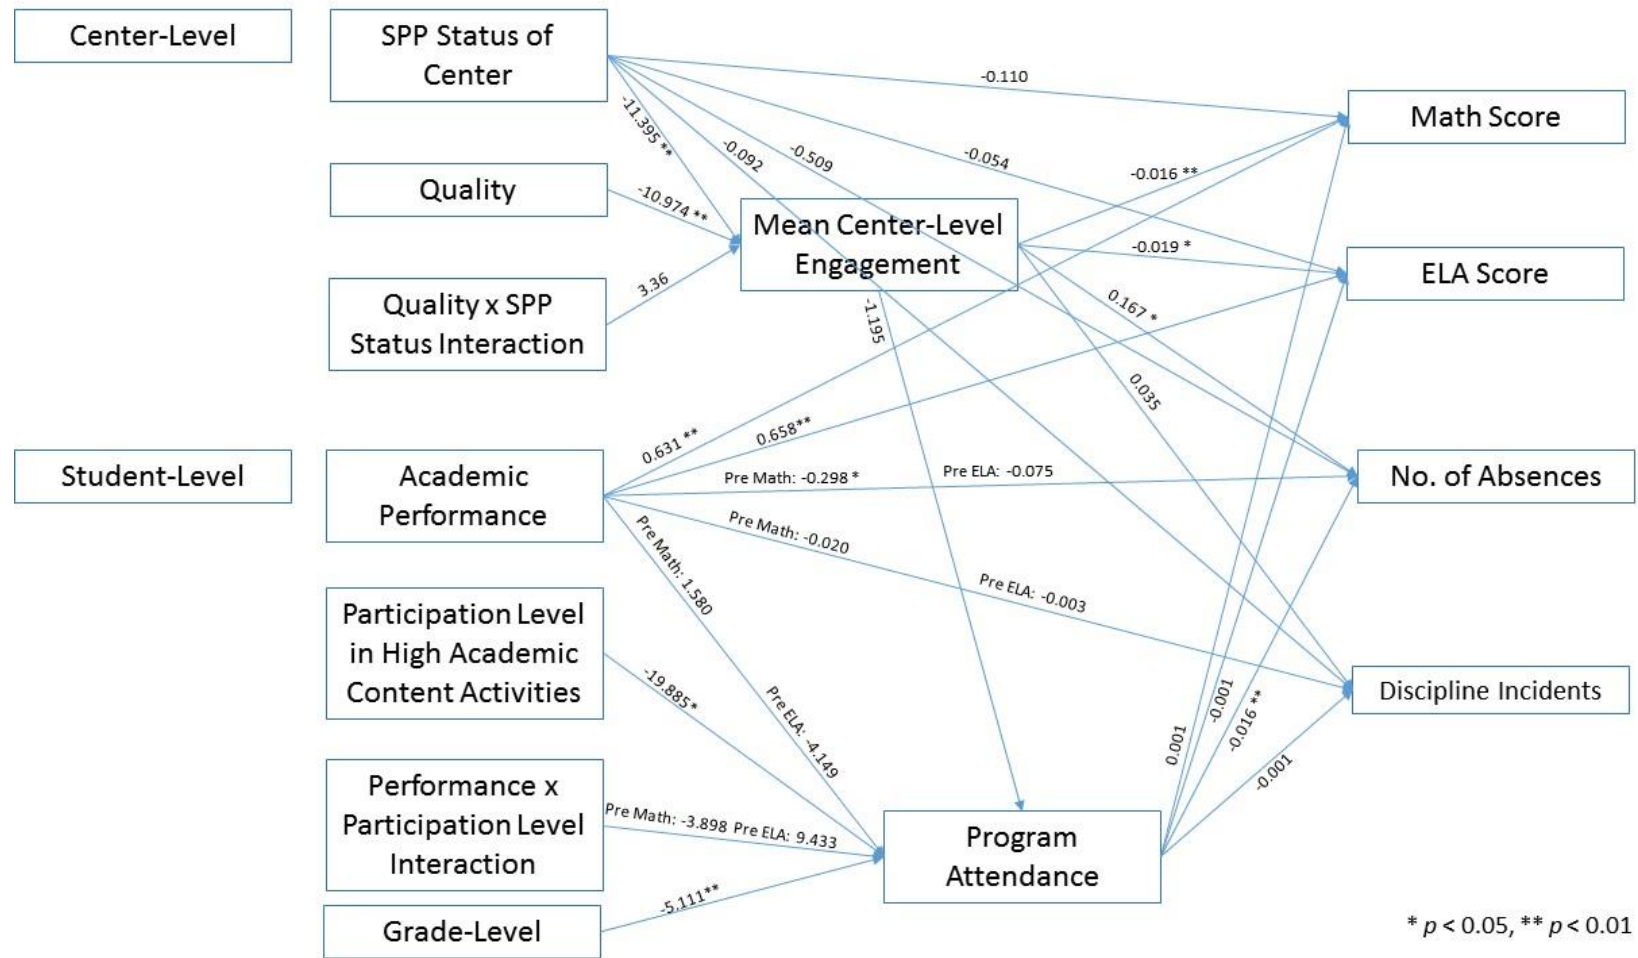 Center-Level
SPP Status of
Center
Quality
Quality x SPP
Status Interaction
Student-Level
Academic
Performance
Participation Level
in High Academic
Content Activities
Performance x
Participation Level
Interaction
Grade-Level
Mean Center-Level
Engagement
Program
Attendance
Math Score
ELA Score
No. of Absences
Discipline Incidents
-0.110
-11.395 **
-0.092
-0.509
-0.054
-10.974 **
3.36
-0.016 **
-0.019 *
0.167 *
0.035
-1.195
0.631 **
0.658**
Pre Math: -0.298 *
Pre ELA: -0.075
Pre Math: -0.020
Pre ELA: -0.003
Pre Math: 1.580
Pre ELA: -4.149
-19.885*
Pre Math: -3.898 Pre ELA: 9.433
-5.111**
0.001
-0.001
-0.016 **
-0.001
* p < 0.05, ** p < 0.01